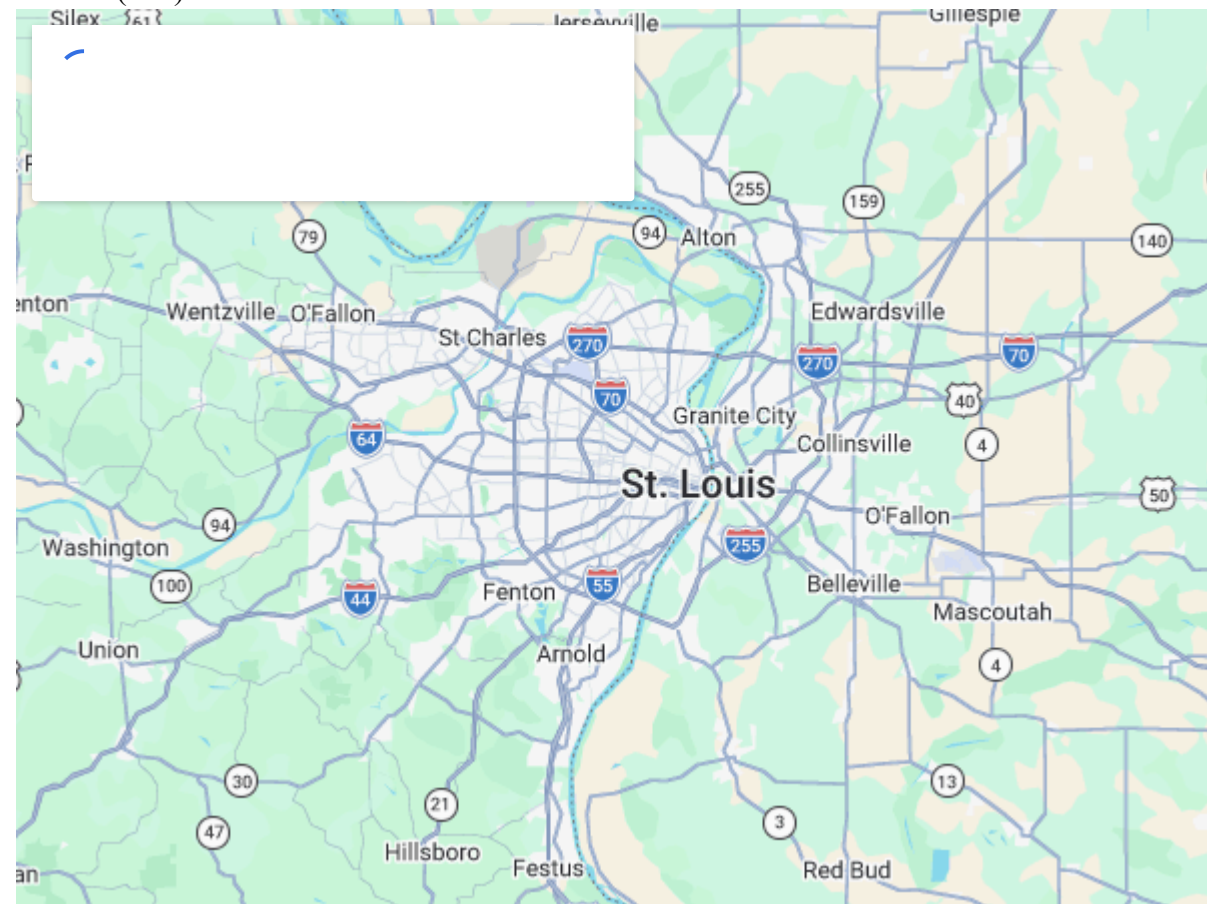 Silex
61
Jerseyville
Gillespie
255
159
79
94
Alton
140
enton
Wentzville
O'Fallon
Edwardsville
St Charles
270
270
70
70
40
Granite City
64
Collinsville
4
St. Louis
50
94
O'Fallon
Washington
255
100
Fenton
55
Belleville
44
Mascoutah
Union
Arnold
4
30
13
21
3
47
Hillsboro
Festus
Red Bud
an